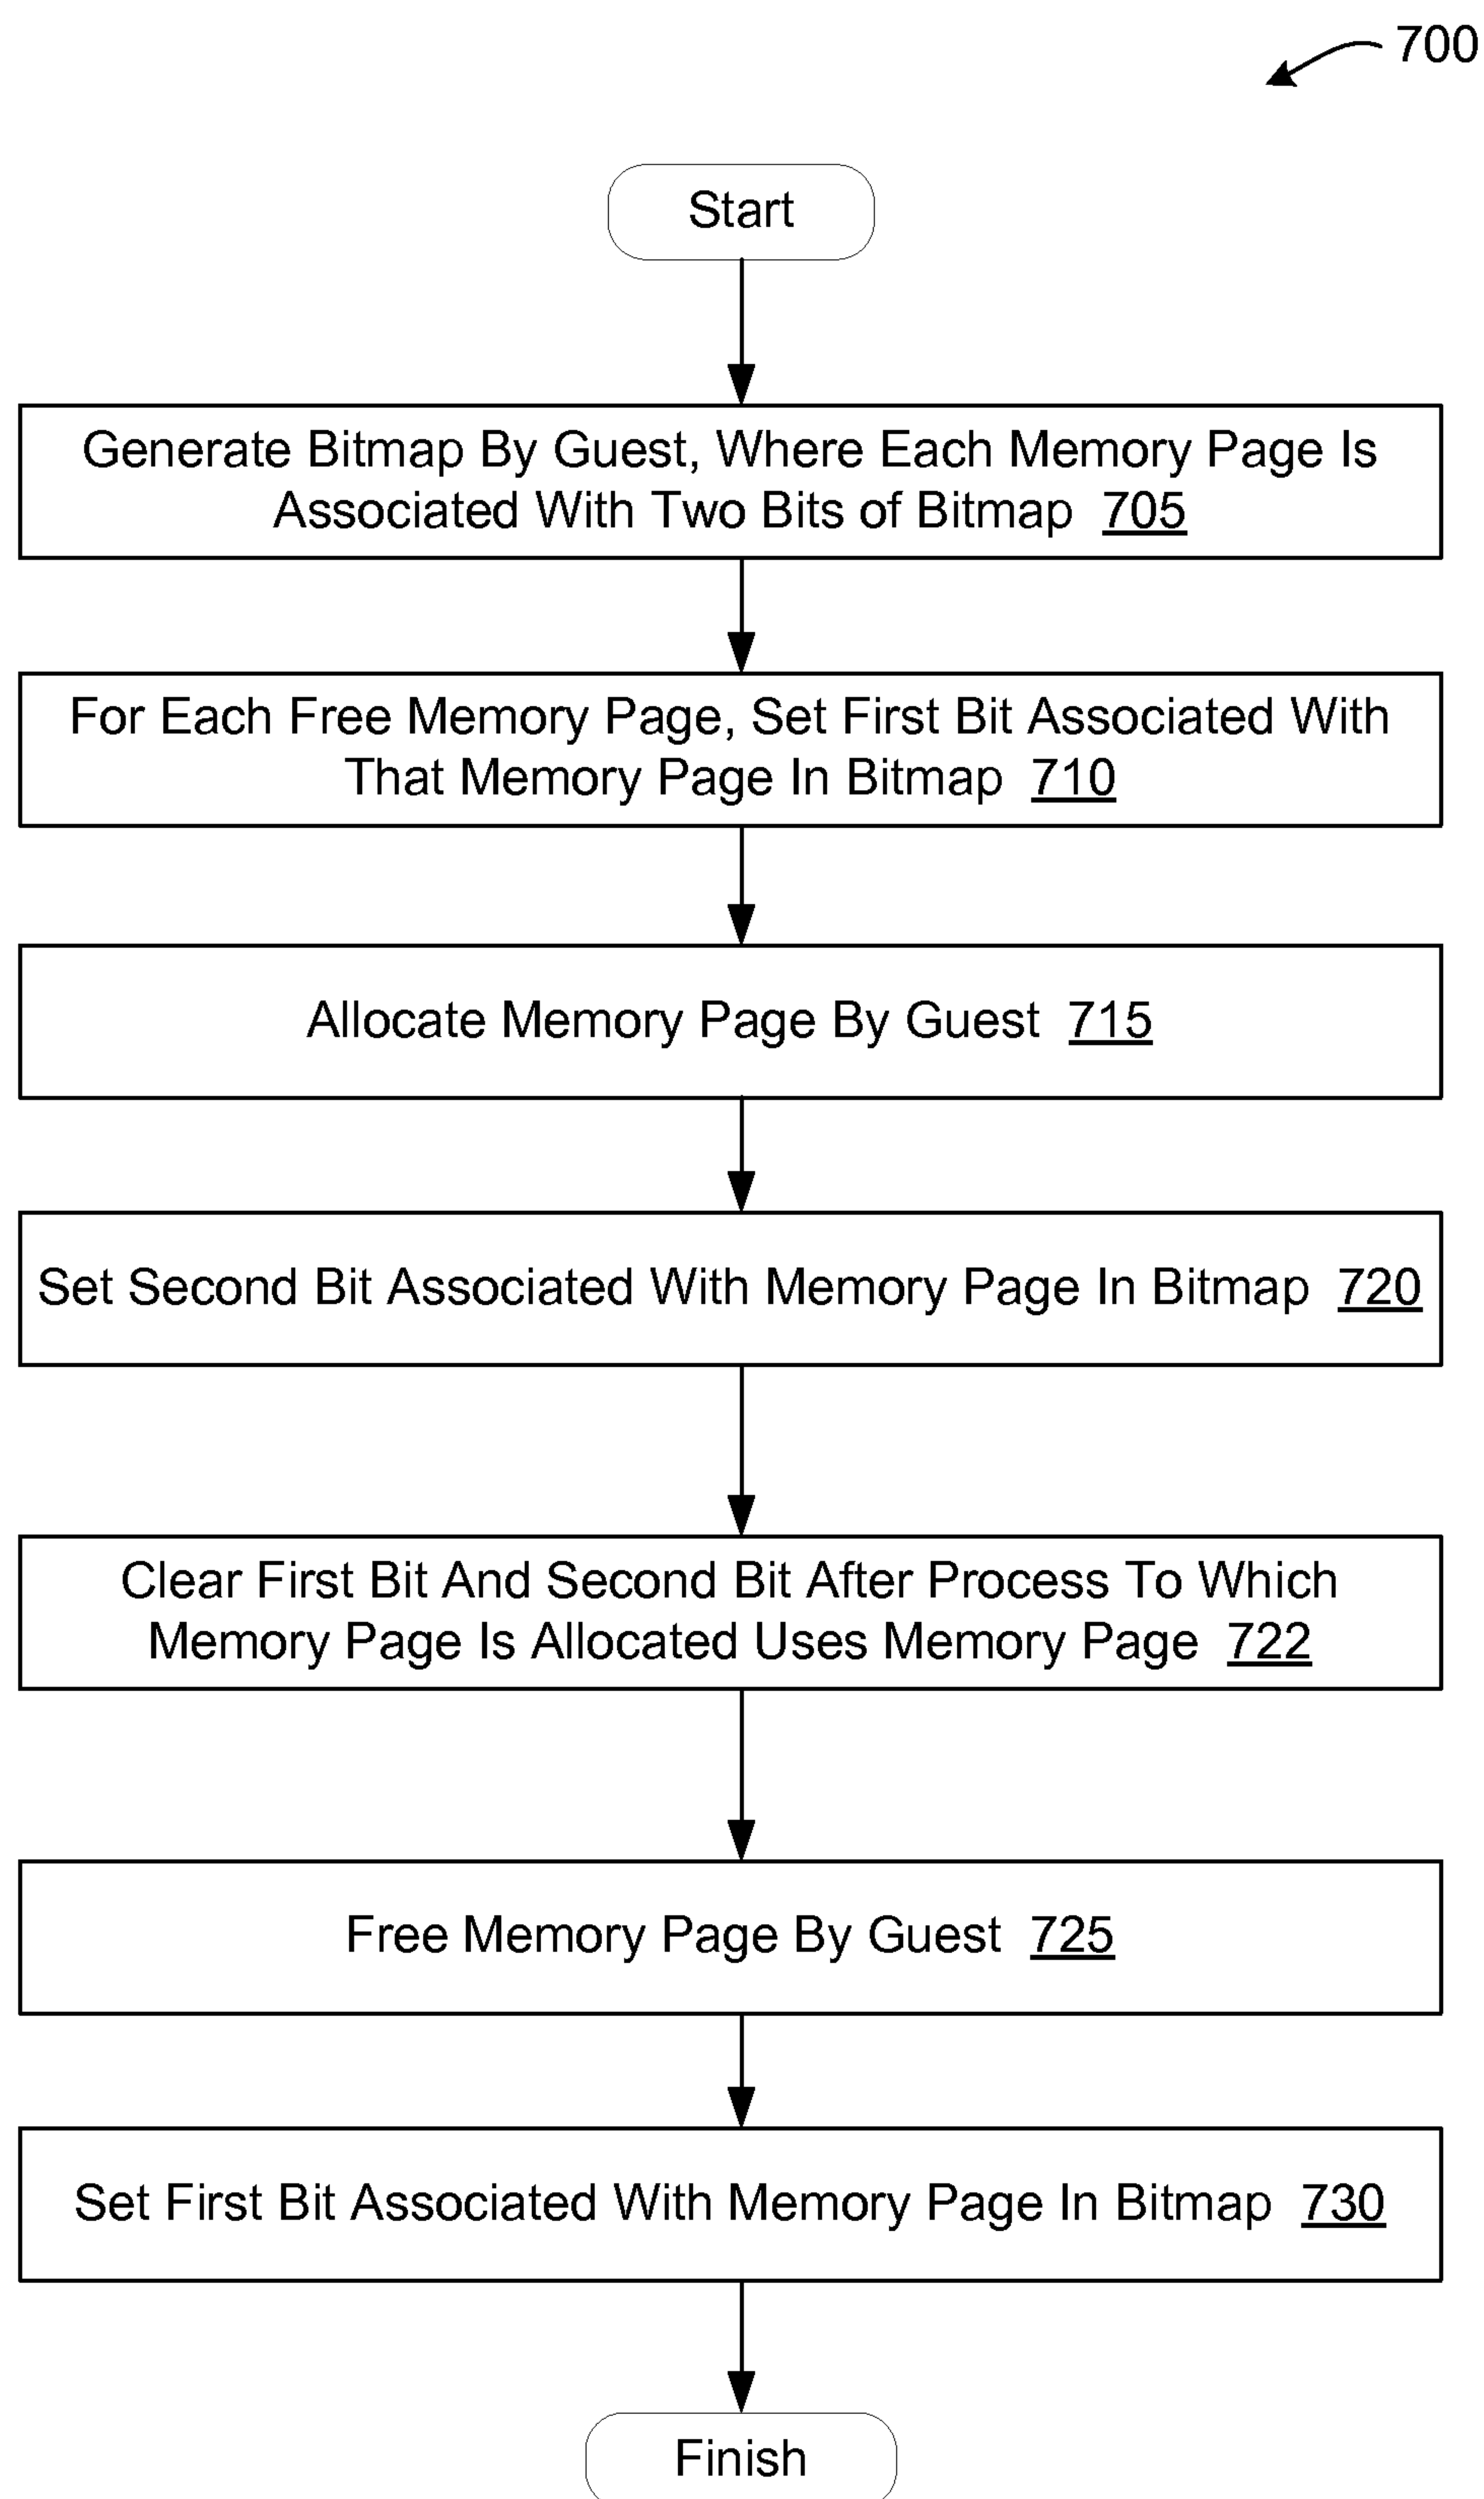 700
Start
Generate Bitmap By Guest, Where Each Memory Page Is
Associated With Two Bits of Bitmap 705
For Each Free Memory Page, Set First Bit Associated With
That Memory Page In Bitmap 710
Allocate Memory Page By Guest 715
Set Second Bit Associated With Memory Page In Bitmap 720
Clear First Bit And Second Bit After Process To Which
Memory Page Is Allocated Uses Memory Page 722
Free Memory Page By Guest 725
Set First Bit Associated With Memory Page In Bitmap 730
Finish